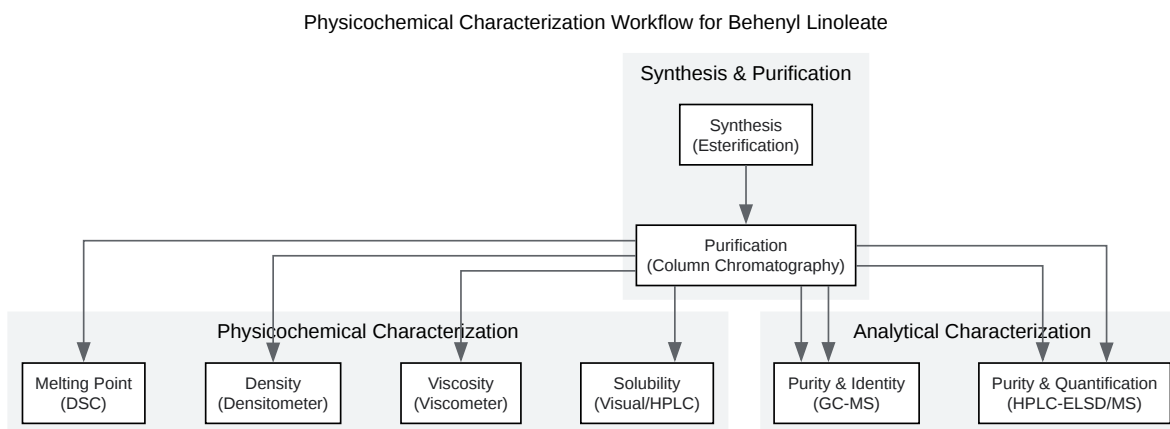 Physicochemical Characterization Workflow for Behenyl Linoleate
Synthesis & Purification
Synthesis
(Esterification)
Purification
(Column Chromatography)
Physicochemical Characterization
Analytical Characterization
Melting Point
(DSC)
Density
(Densitometer)
Viscosity
(Viscometer)
Solubility
(Visual/HPLC)
Purity & Identity
(GC-MS)
Purity & Quantification
(HPLC-ELSD/MS)